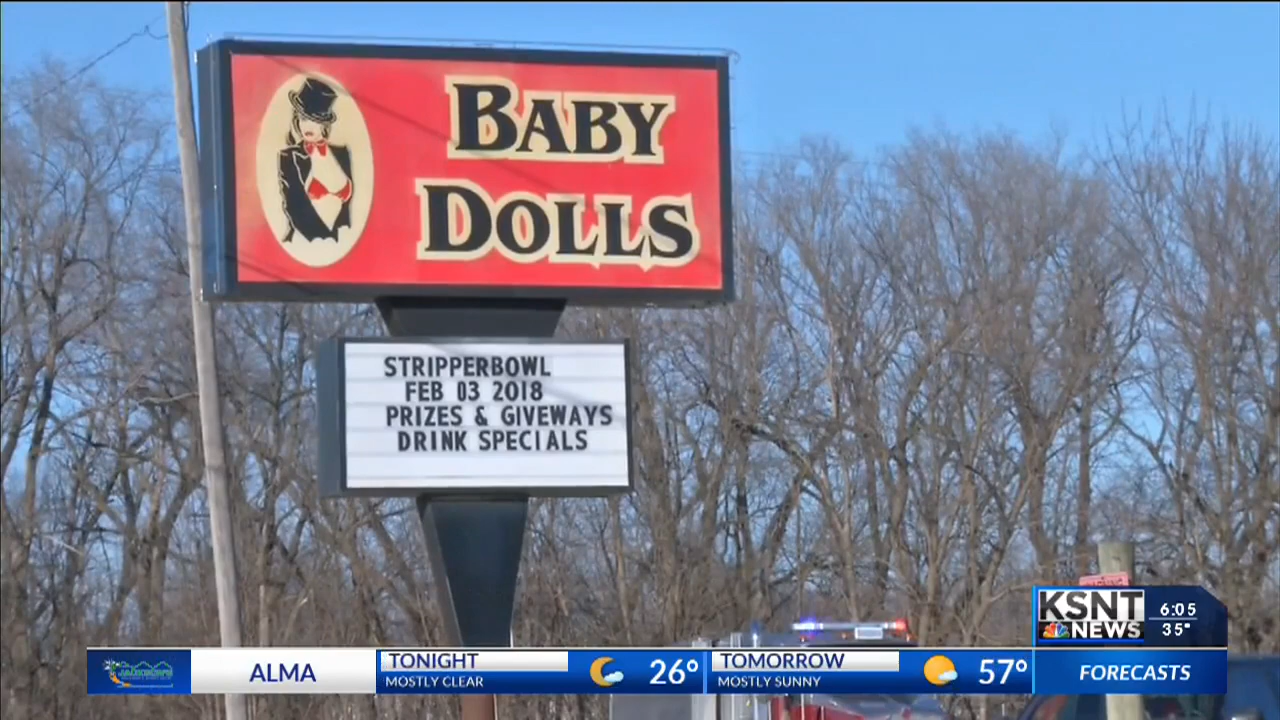 BABY
DOLLS
STRIPPERBOWL
FEB 03 2018
PRIZES & GIVEWAYS
DRINK SPECIALS
KSNT
NEWS
6:05
35°
ALMA
TONIGHT
MOSTLY CLEAR
26°
TOMORROW
MOSTLY SUNNY
57°
FORECASTS